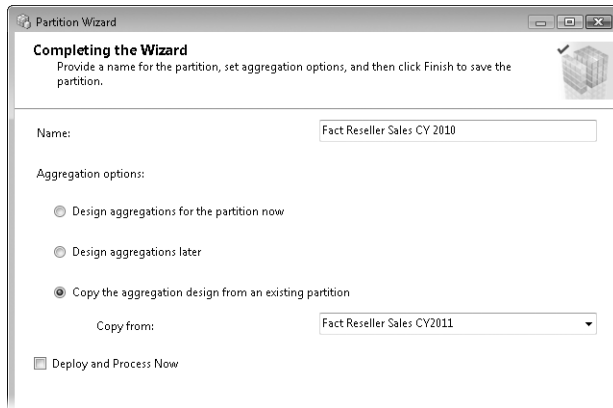 Partition Wizard
Completing the Wizard
Provide a name for the partition, set aggregation options, and then click Finish to save the
partition.
Name:
Fact Reseller Sales CY 2010
Aggregation options:
Design aggregations for the partition now
Design aggregations later
Copy the aggregation design from an existing partition
Copy from:
Fact Reseller Sales CY2011
Deploy and Process Now